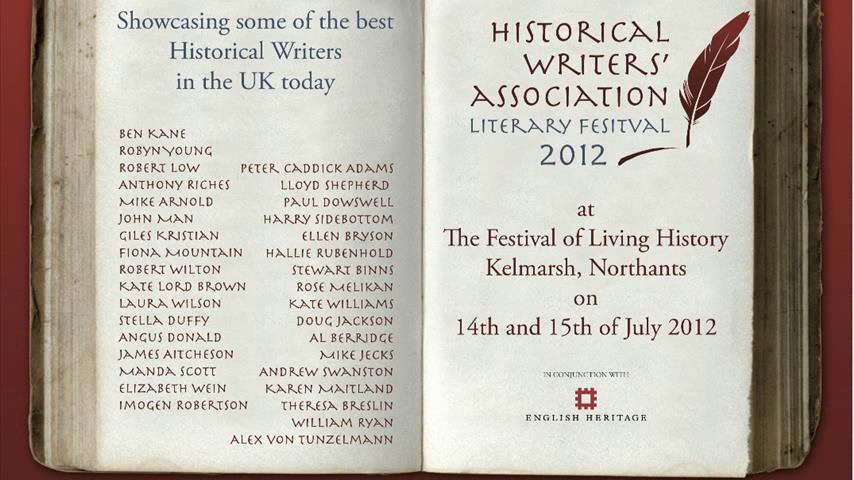 Showcasing some of the best
Historical Writers
in the UK today
BEN KANE
ROBYN YOUNG
ROBERT LOW
ANTHONY RICHES
MIKE ARNOLD
JOHN MAN
GILES KRISTIAN
FIONA MOUNTAIN
ROBERT WILTON
KATE LORD BROWN
LAURA WILSON
STELLA DUFFY
ANGUS DONALD
JAMES AITCHESON
MANDA SCOTT
ELIZABETH WEIN
IMOGEN ROBERTSON
PETER CADDICK ADAMS
LLOYD SHEPHERD
PAUL DOWSWELL
HARRY SIDEBOTTOM
ELLEN BRYSON
HALLIE RUBENHOLD
STEWART BINNS
ROSE MELIKAN
KATE WILLIAMS
DOUG JACKSON
AL BERRIDGE
MIKE JECKS
ANDREW SWANSTON
KAREN MAITLAND
THERESA BRESLIN
WILLIAM RYAN
ALEX VON TUNZELMANN
HISTORICAL
WRITERS'
ASSOCIATION
LITERARY FESITVAL
2012
at
The Festival of Living History
Kelmarsh, Northants
on
14th and 15th of July 2012
IN CONJUNCTION WITH
ENGLISH HERITAGE